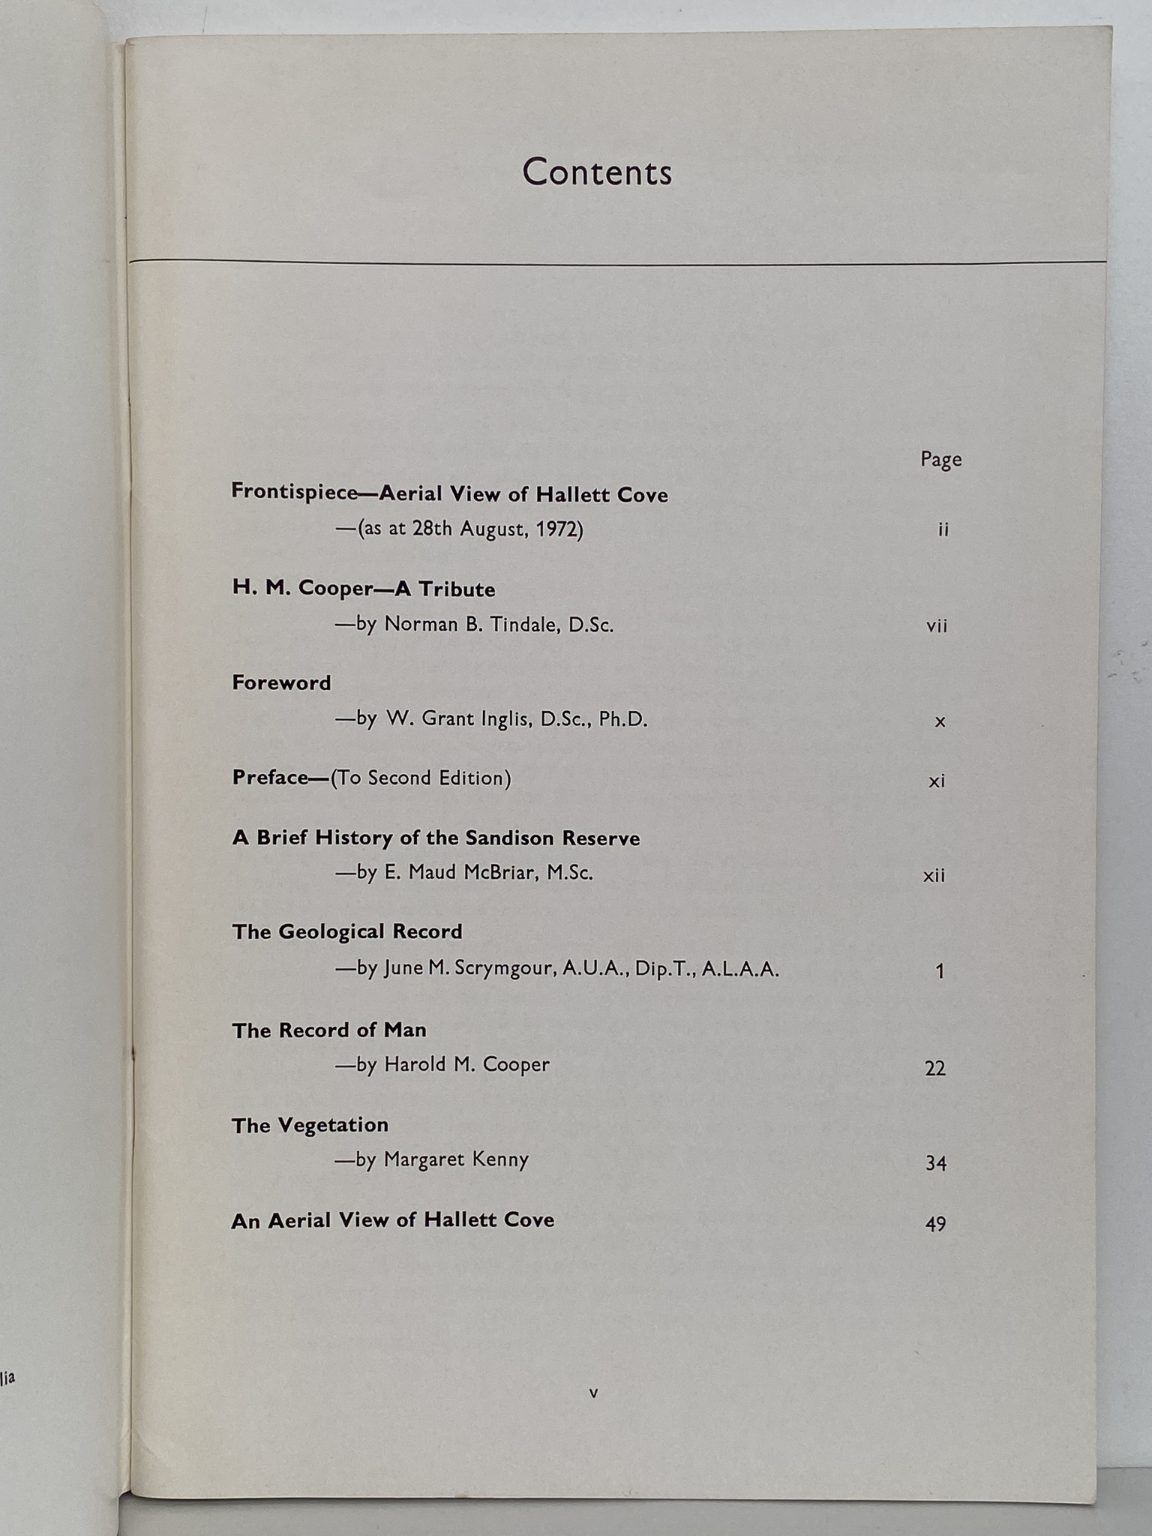 Contents
Page
Frontispiece—Aerial View of Hallett Cove
—(as at 28th August, 1972) ii
H. M. Cooper—A Tribute
—by Norman B. Tindale, D.Sc. vii
Foreword
—by W. Grant Inglis, D.Sc., Ph.D. x
Preface—(To Second Edition) xi
A Brief History of the Sandison Reserve
—by E. Maud McBriar, M.Sc. xii
The Geological Record
—by June M. Scrymgour, A.U.A., Dip.T., A.L.A.A. 1
The Record of Man
—by Harold M. Cooper 22
The Vegetation
—by Margaret Kenny 34
An Aerial View of Hallett Cove 49
lia
v